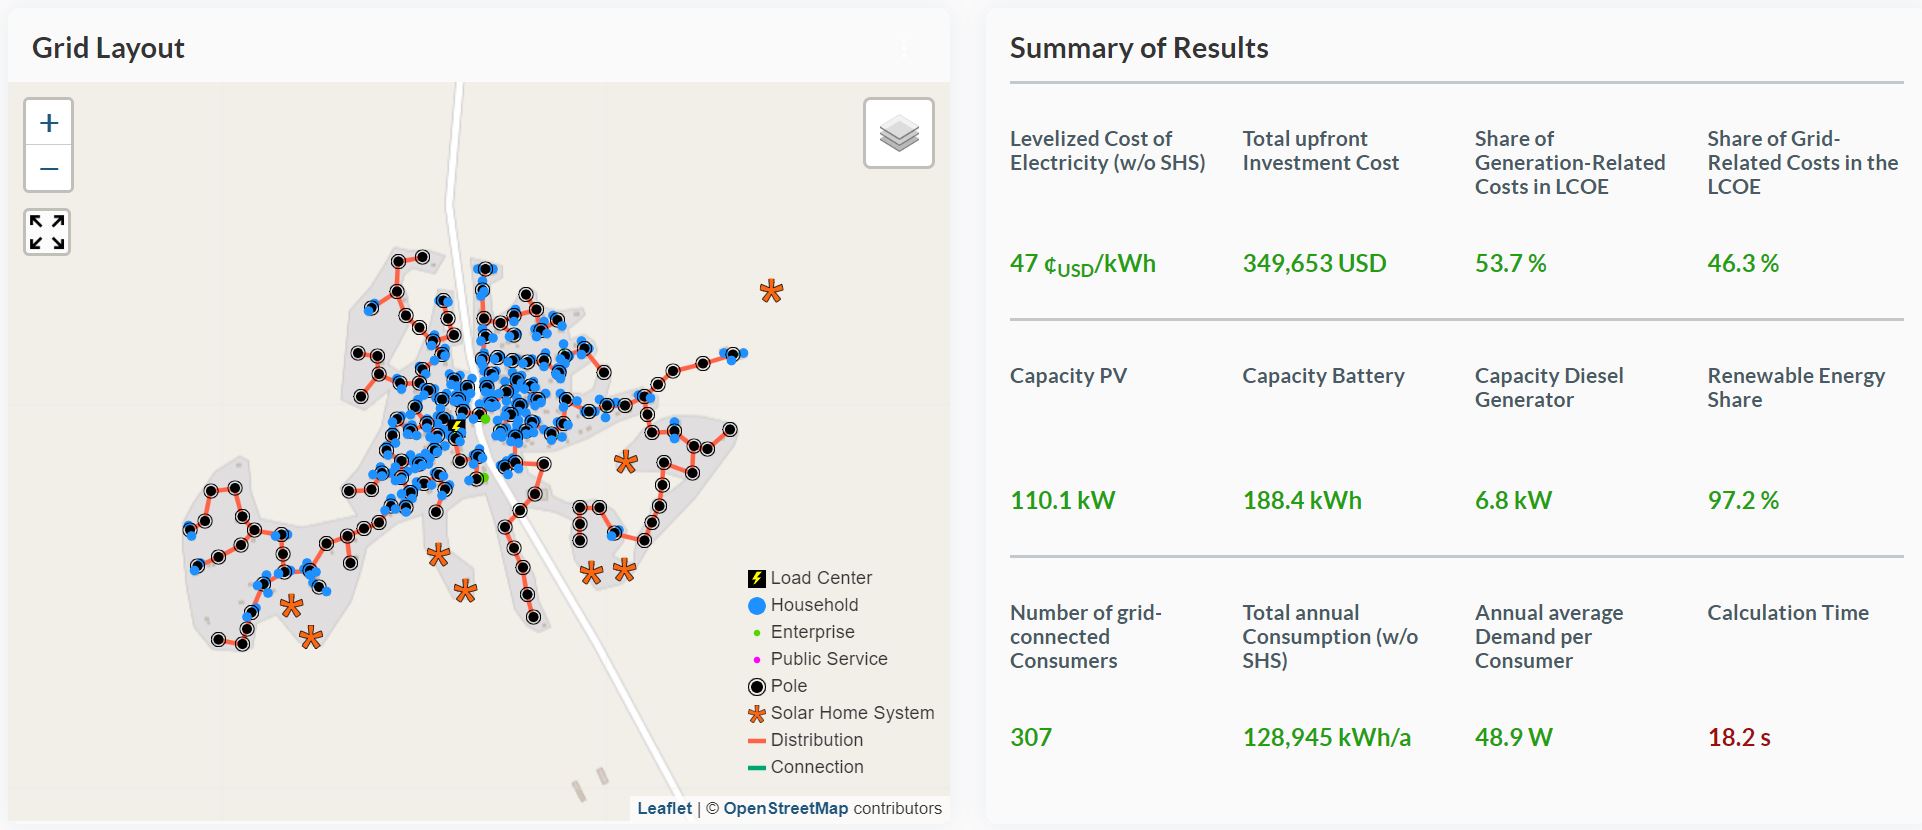 Grid Layout
+
−
Load Center
Household
Enterprise
Public Service
Pole
Solar Home System
Distribution
Connection
Leaflet | © OpenStreetMap contributors
Summary of Results
Levelized Cost of
Electricity (w/o SHS)
47 ¢USD/kWh
Total upfront
Investment Cost
349,653 USD
Share of
Generation-Related
Costs in LCOE
53.7 %
Share of Grid-
Related Costs in the
LCOE
46.3 %
Capacity PV
110.1 kW
Capacity Battery
188.4 kWh
Capacity Diesel
Generator
6.8 kW
Renewable Energy
Share
97.2 %
Number of grid-
connected
Consumers
307
Total annual
Consumption (w/o
SHS)
128,945 kWh/a
Annual average
Demand per
Consumer
48.9 W
Calculation Time
18.2 s